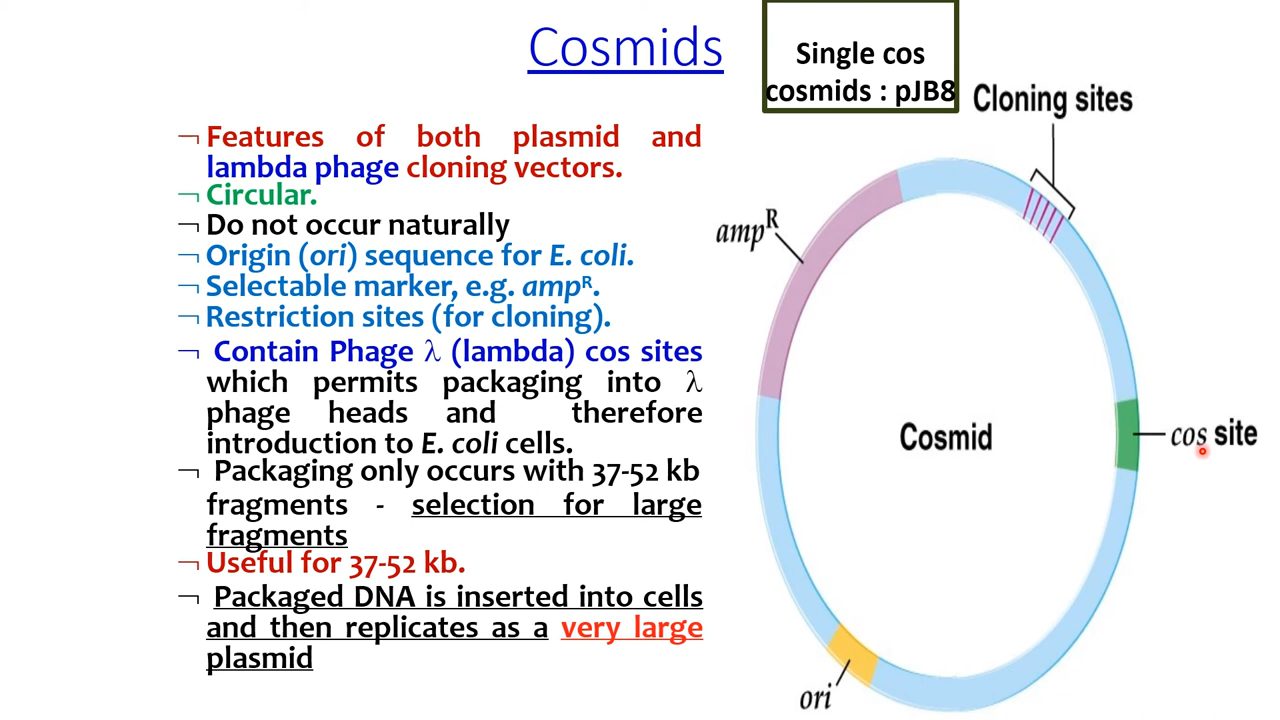 Cosmids
Single cos
cosmids : pJB8
¬ Features of both plasmid and
lambda phage cloning vectors.
¬ Circular.
¬ Do not occur naturally
¬ Origin (ori) sequence for E. coli.
¬ Selectable marker, e.g. ampᴿ.
¬ Restriction sites (for cloning).
¬ Contain Phage λ (lambda) cos sites
which permits packaging into λ
phage heads and therefore
introduction to E. coli cells.
¬ Packaging only occurs with 37-52 kb
fragments - selection for large
fragments
¬ Useful for 37-52 kb.
¬ Packaged DNA is inserted into cells
and then replicates as a very large
plasmid
Cloning sites
ampᴿ
Cosmid
cos site
ori